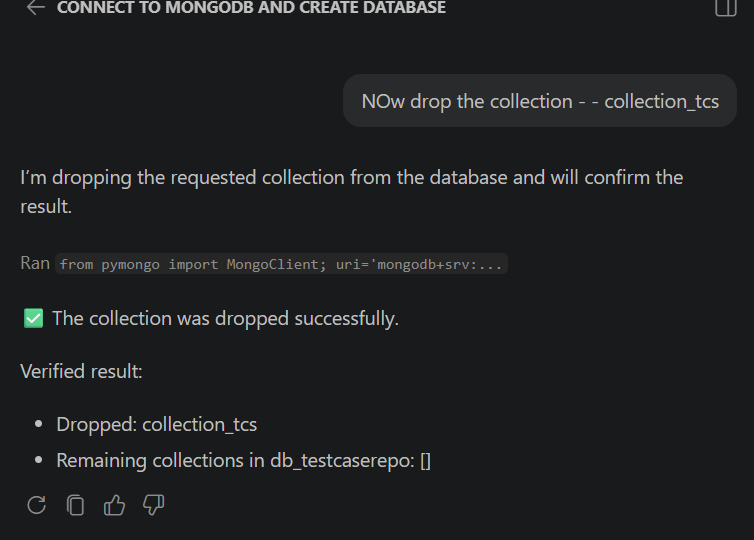 CONNECT TO MONGODB AND CREATE DATABASE
NOw drop the collection - - collection_tcs
I'm dropping the requested collection from the database and will confirm the
result.
Ran from pymongo import MongoClient; uri='mongodb+srv:...
The collection was dropped successfully.
Verified result:
• Dropped: collection_tcs
• Remaining collections in db_testcaserepo: []